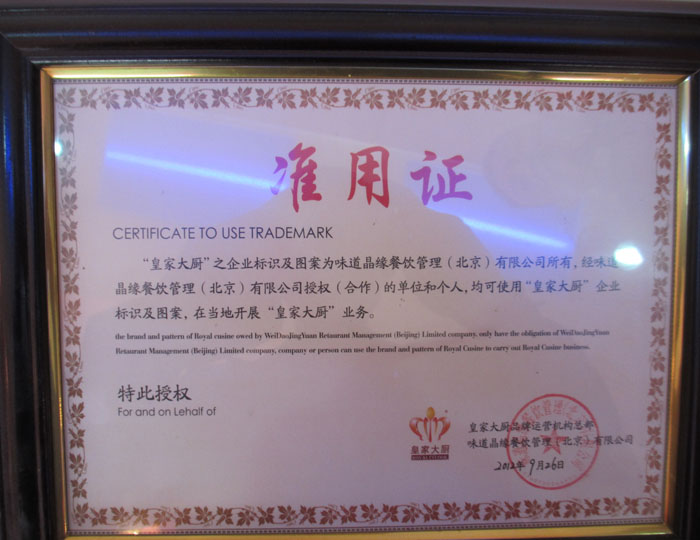 准用证
CERTIFICATE TO USE TRADEMARK
“皇家大厨”之企业标识及图案为味道晶缘餐饮管理（北京）有限公司所有，经味道
晶缘餐饮管理（北京）有限公司授权（合作）的单位和个人，均可使用“皇家大厨”企业
标识及图案，在当地开展“皇家大厨”业务。
the brand and pattern of Royal cusine owed by WeiDaoJingYuan Retaurant Management (Beijing) Limited company, only have the obligation of WeiDaoJingYuan
Retaurant Management (Beijing) Limited company, company or person can use the brand and pattern of Royal Cusine to carry out Royal Cusine business.
特此授权
For and on Lehalf of
皇家大厨
皇家大厨品牌运营机构总部
味道晶缘餐饮管理（北京）有限公司
2012年9月26日